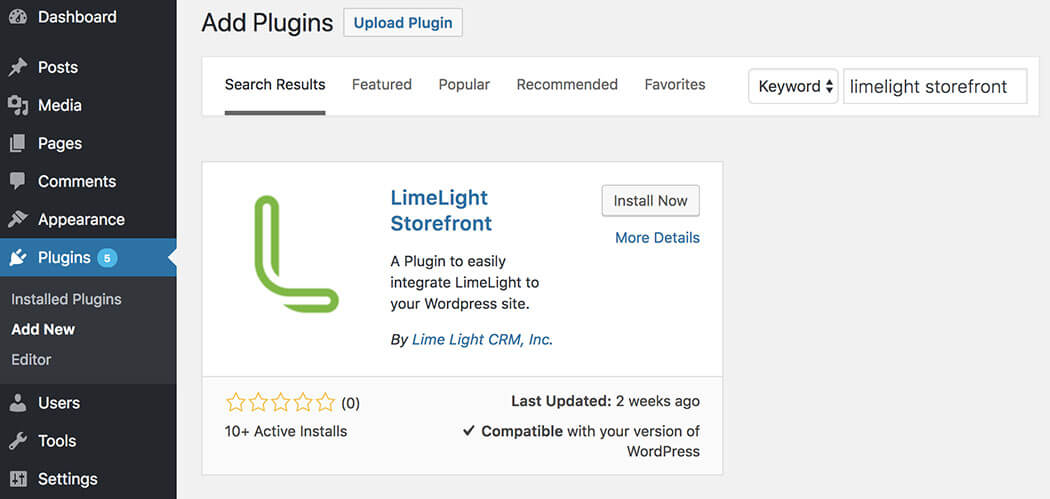 Dashboard
Posts
Media
Pages
Comments
Appearance
Plugins 5
Installed Plugins
Add New
Editor
Users
Tools
Settings
Add Plugins Upload Plugin
Search Results Featured Popular Recommended Favorites Keyword limelight storefront
LimeLight
Storefront
Install Now
More Details
A Plugin to easily
integrate LimeLight to
your Wordpress site.
By Lime Light CRM, Inc.
(0)
10+ Active Installs
Last Updated: 2 weeks ago
Compatible with your version of
WordPress